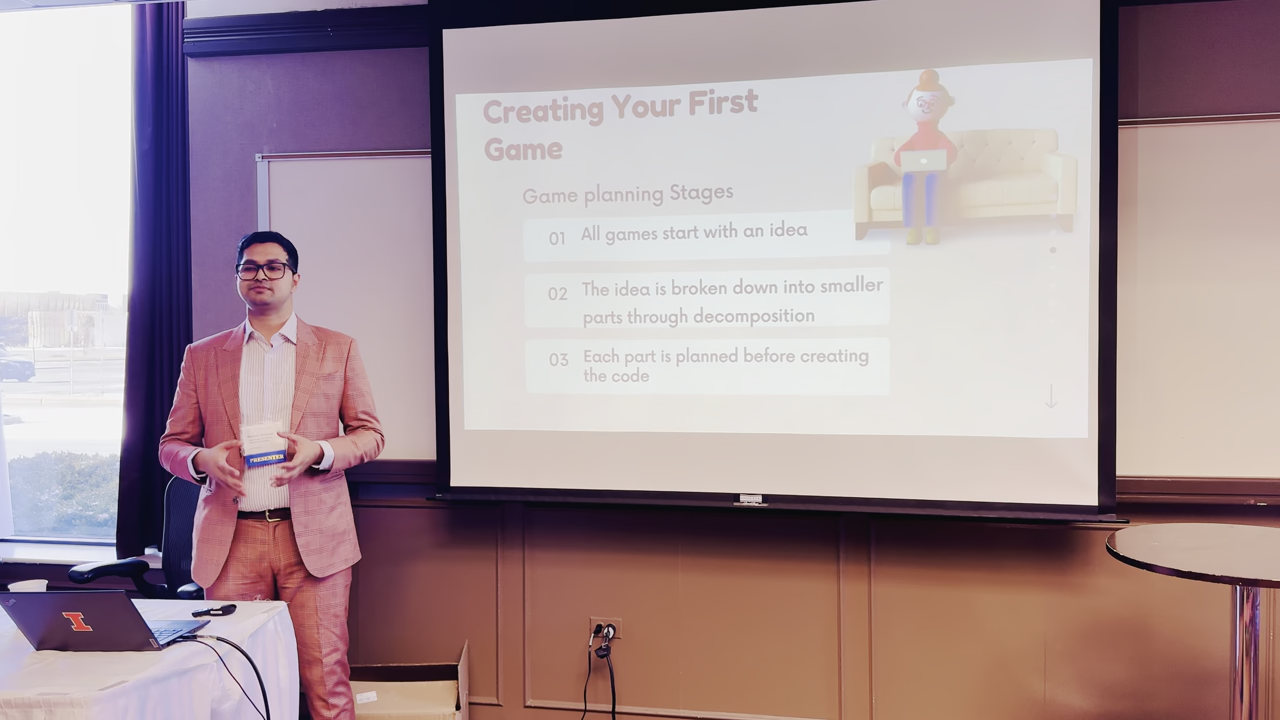 Creating Your First
Game
Game planning Stages
01 All games start with an idea
02 The idea is broken down into smaller
parts through decomposition
03 Each part is planned before creating
the code
PRESENTER
I